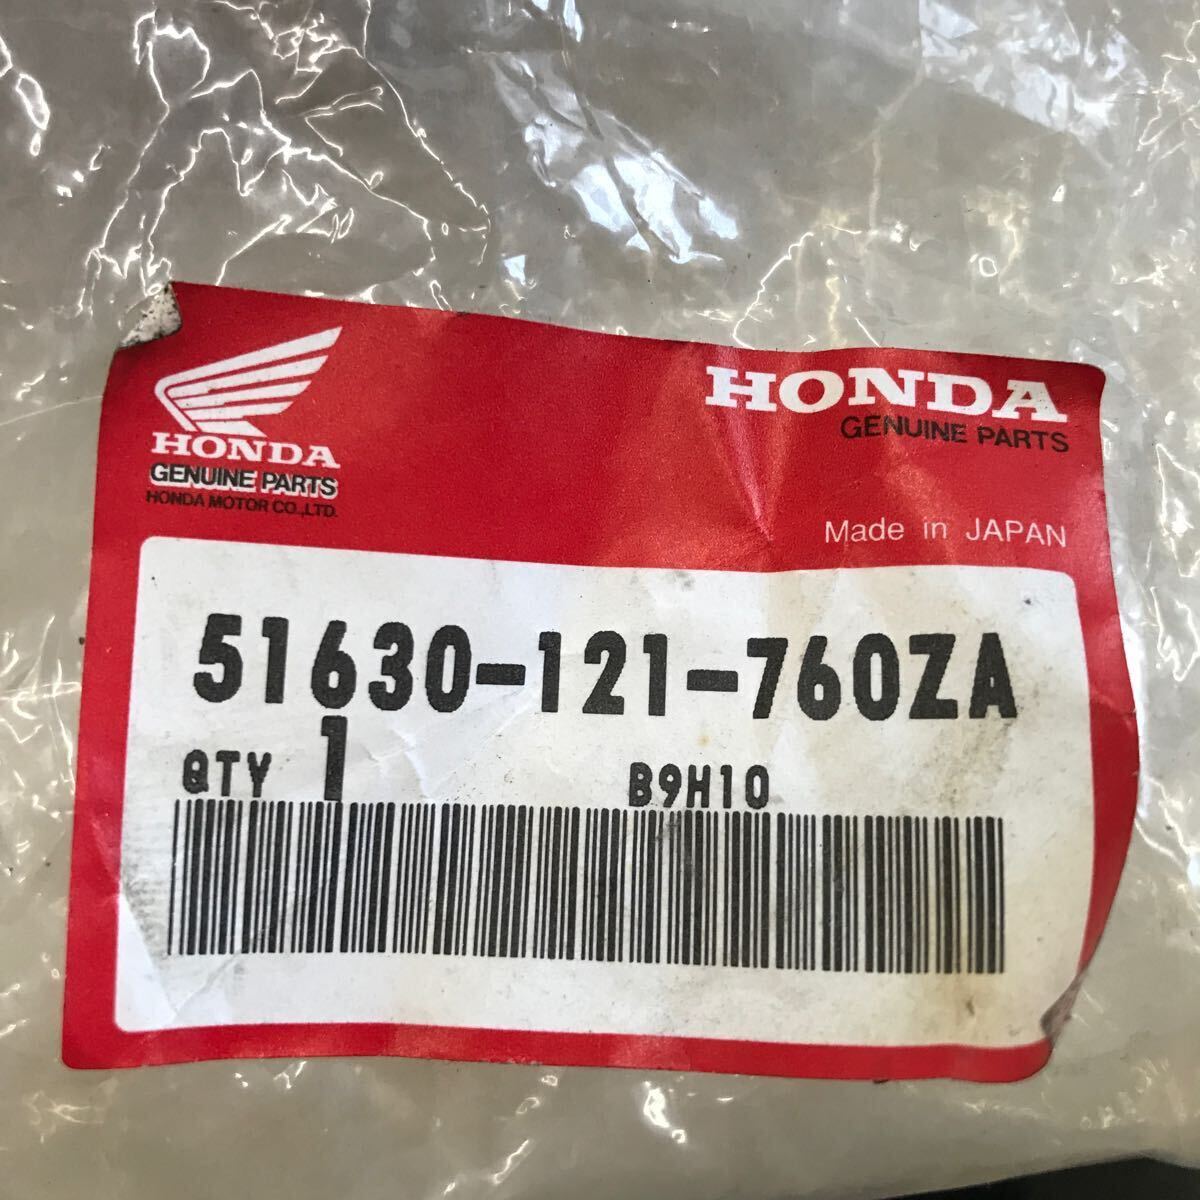 HONDA
GENUINE PARTS
HONDA MOTOR CO.,LTD.
HONDA
GENUINE PARTS
Made in JAPAN
51630-121-760ZA
QTY 1 B9H10